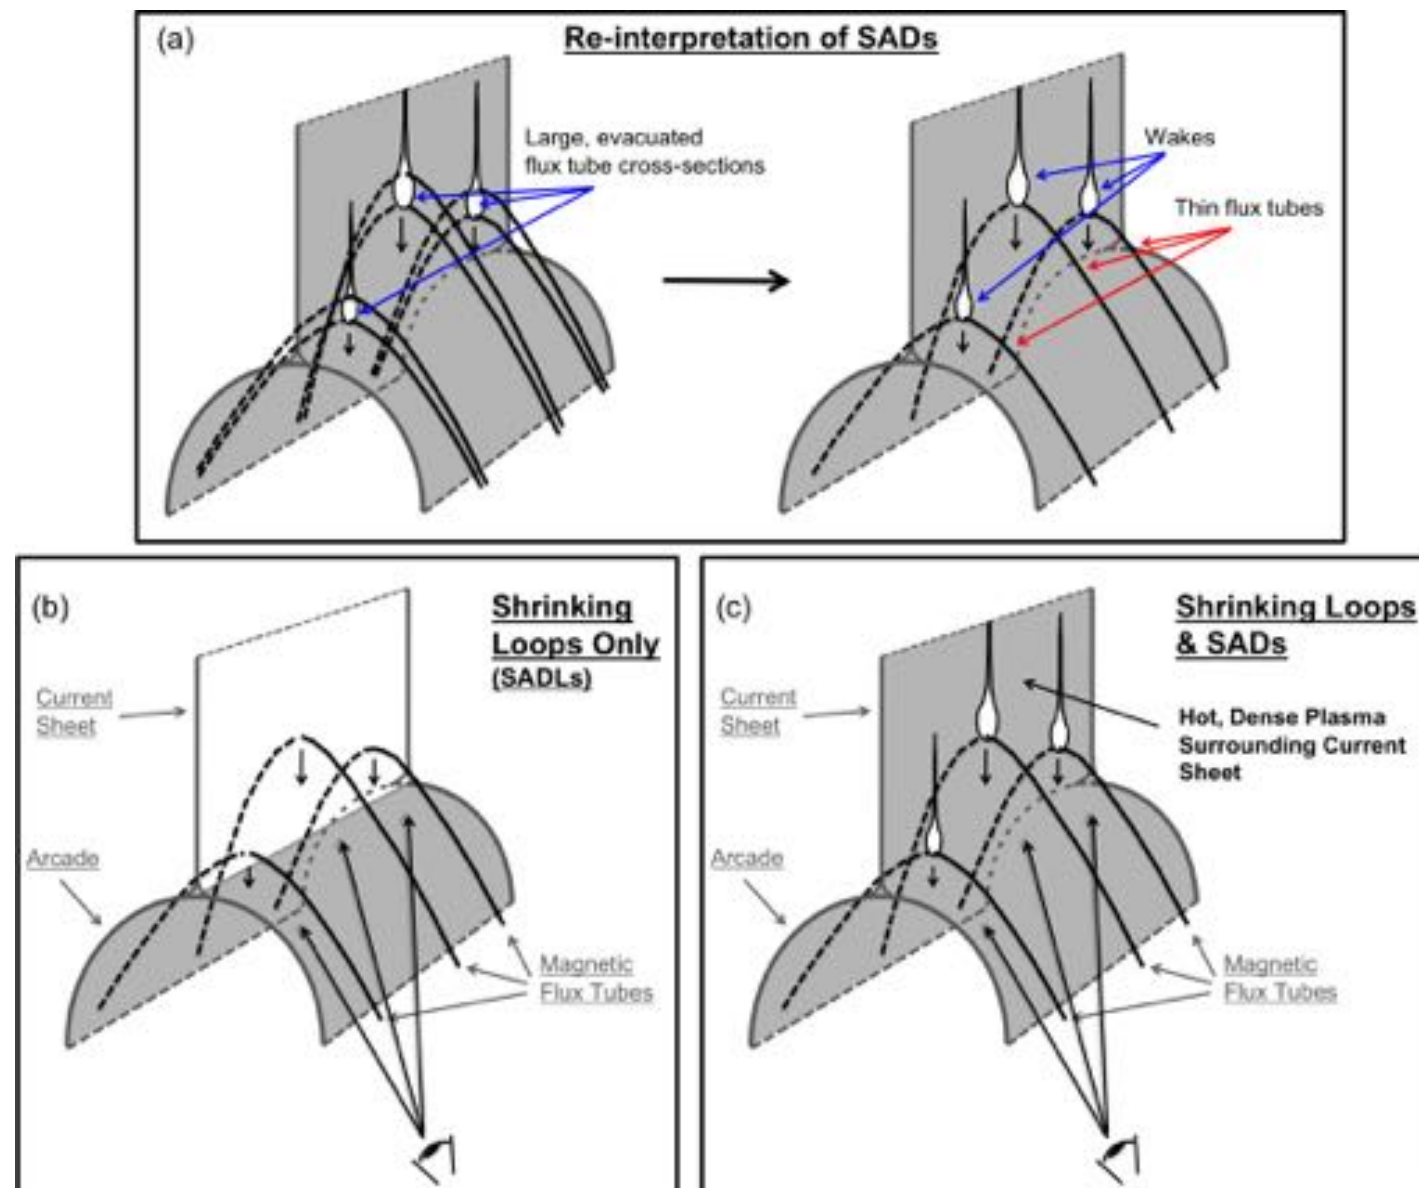 (a)
Re-interpretation of SADs
Large, evacuated
flux tube cross-sections
Wakes
Thin flux tubes
(b)
Shrinking
Loops Only
(SADLs)
Current
Sheet
Arcade
Magnetic
Flux Tubes
(c)
Shrinking Loops
& SADs
Current
Sheet
Hot, Dense Plasma
Surrounding Current
Sheet
Arcade
Magnetic
Flux Tubes